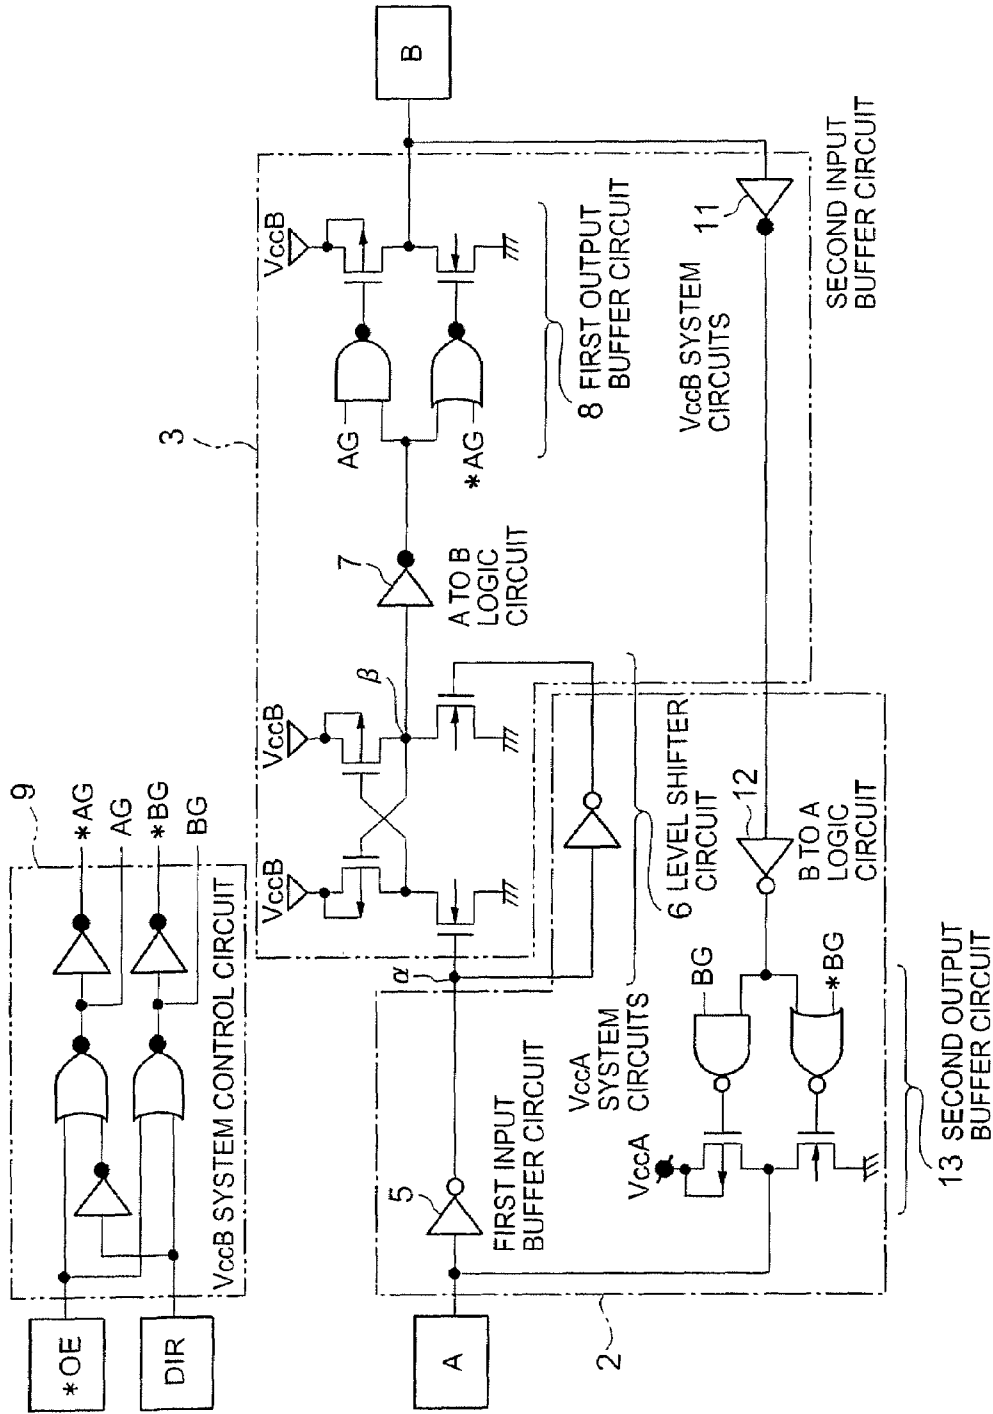 *OE
DIR
9
*AG
AG
*BG
BG
VccB SYSTEM CONTROL CIRCUIT
3
VccB
VccB
VccB
β
α
7
A TO B
LOGIC
CIRCUIT
AG
*AG
8 FIRST OUTPUT
BUFFER CIRCUIT
B
A
5
FIRST INPUT
BUFFER CIRCUIT
VccA
SYSTEM
CIRCUITS
6 LEVEL SHIFTER
CIRCUIT
VccB SYSTEM
CIRCUITS
11
SECOND INPUT
BUFFER CIRCUIT
2
VccA
BG
*BG
12
B TO A
LOGIC
CIRCUIT
13 SECOND OUTPUT
BUFFER CIRCUIT